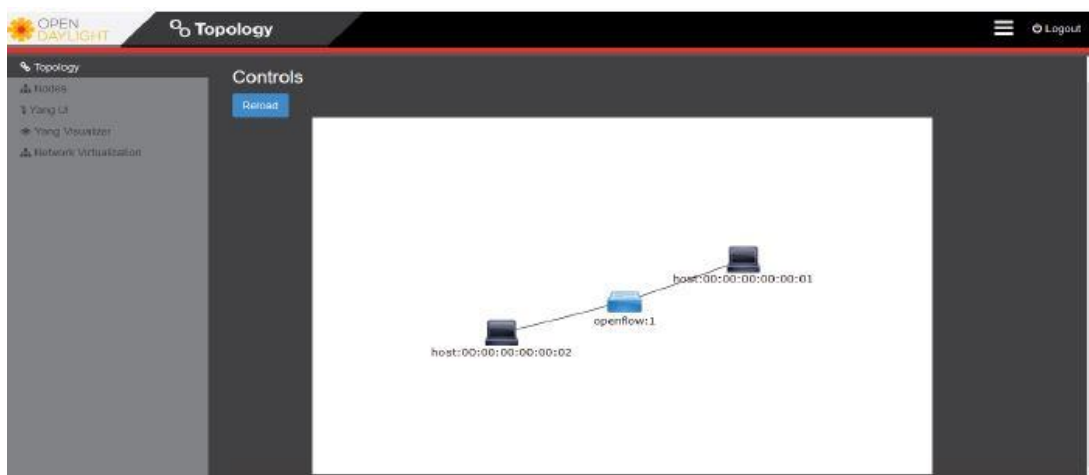 OPEN
DAYLIGHT
Topology
Logout
Topology
Nodes
Yang UI
Yang Visualizer
Network Virtualization
Controls
Reload
host:00:00:00:00:00:01
openflow:1
host:00:00:00:00:00:02